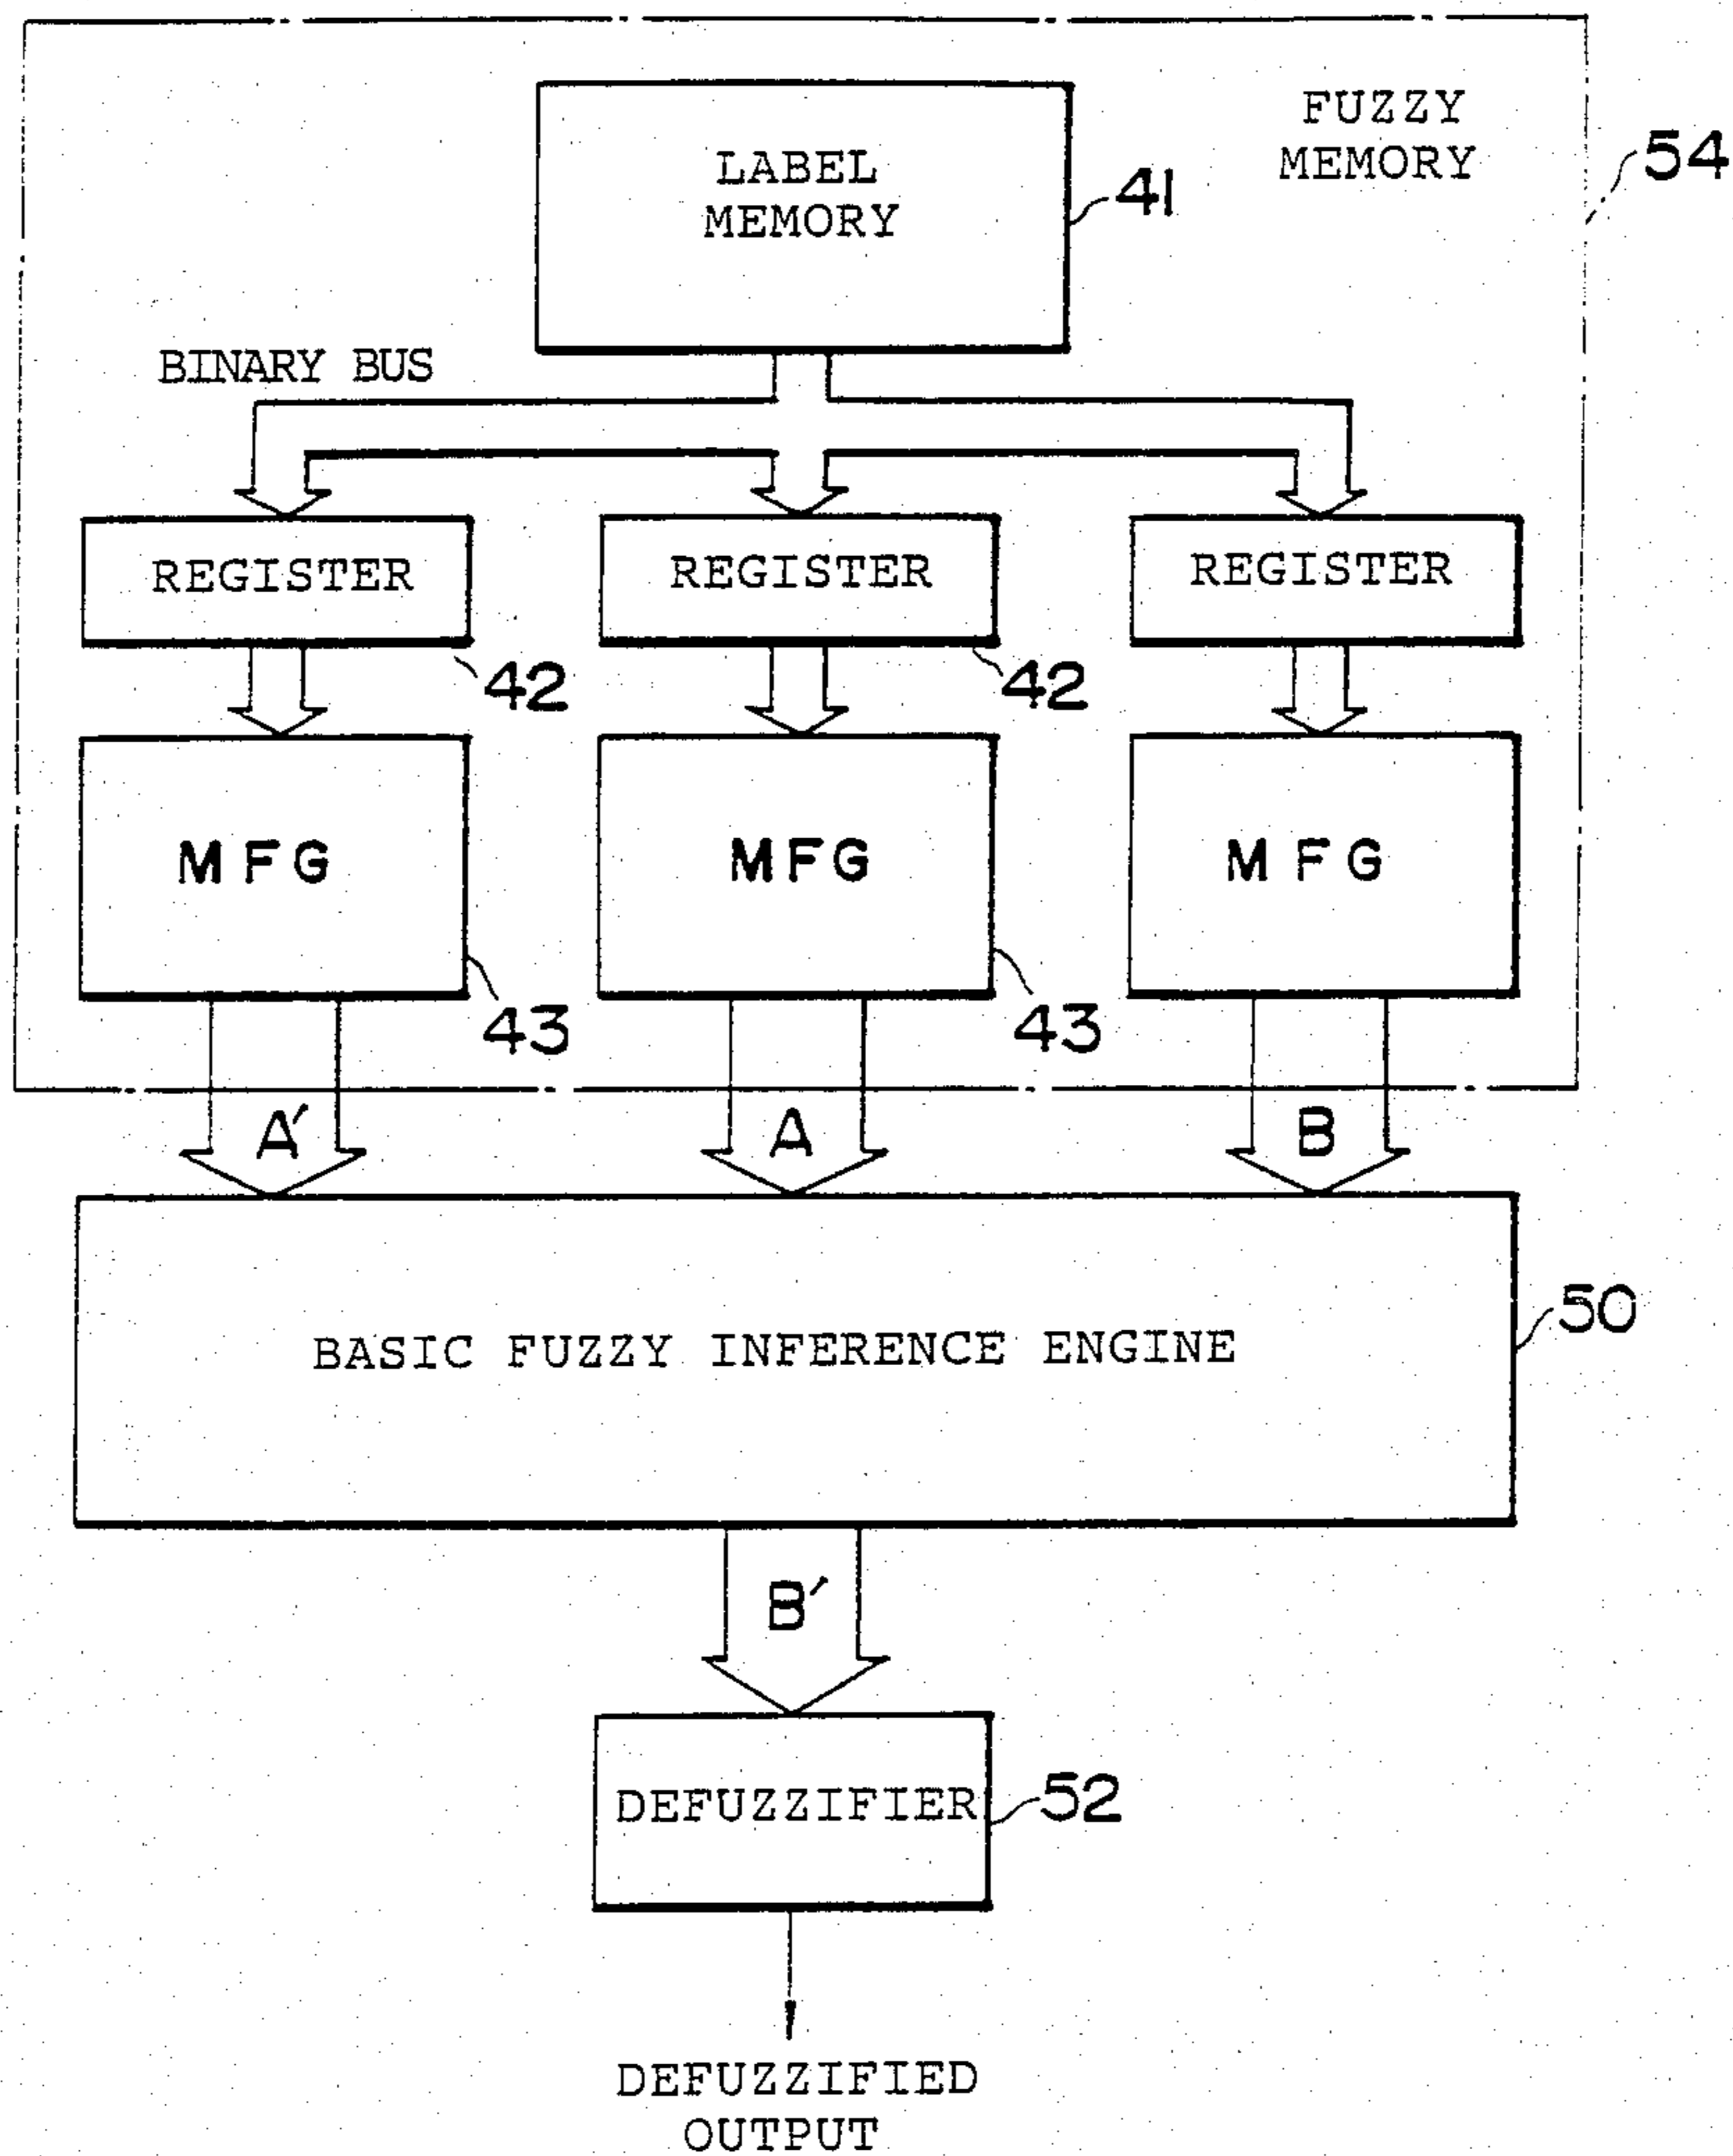 FUZZY
MEMORY
54
LABEL
MEMORY
41
BINARY BUS
REGISTER
REGISTER
REGISTER
42
42
MFG
MFG
MFG
43
43
A′
A
B
BASIC FUZZY INFERENCE ENGINE
50
B′
DEFUZZIFIER
52
DEFUZZIFIED
OUTPUT